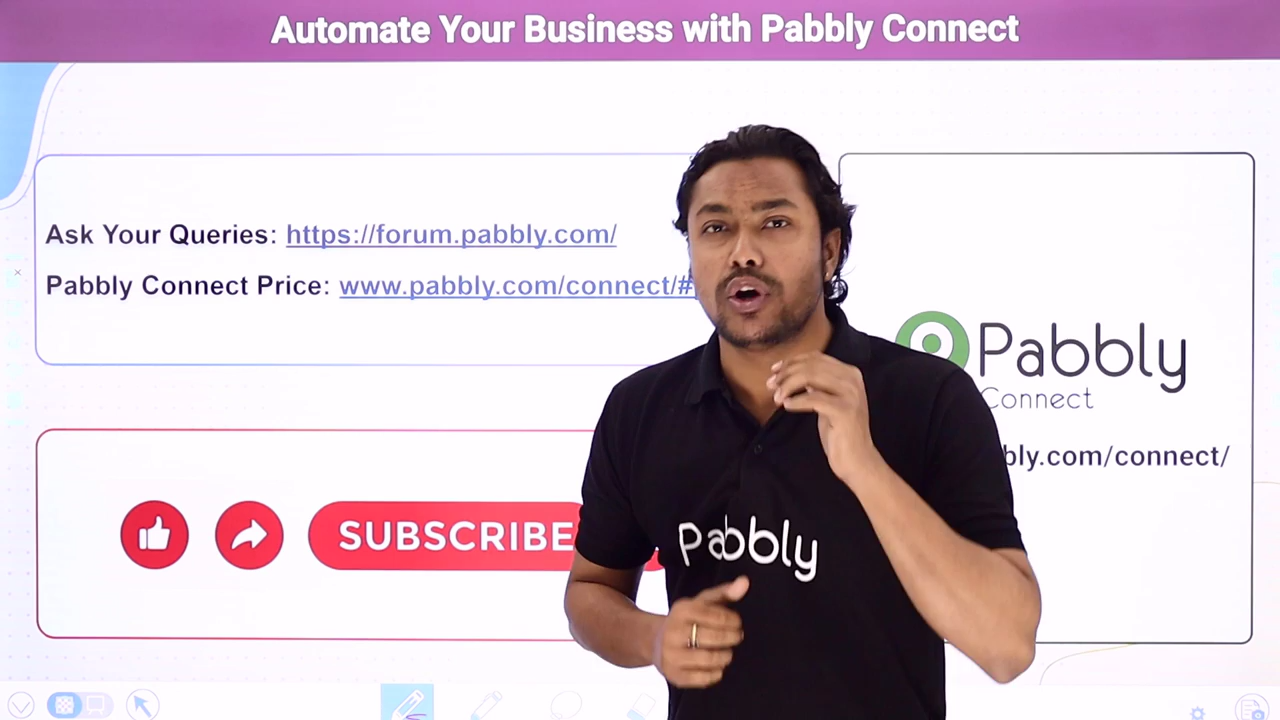 Automate Your Business with Pabbly Connect
Ask Your Queries: https://forum.pabbly.com/
Pabbly Connect Price: www.pabbly.com/connect/#
Pabbly
Connect
bly.com/connect/
SUBSCRIBE
Pabbly